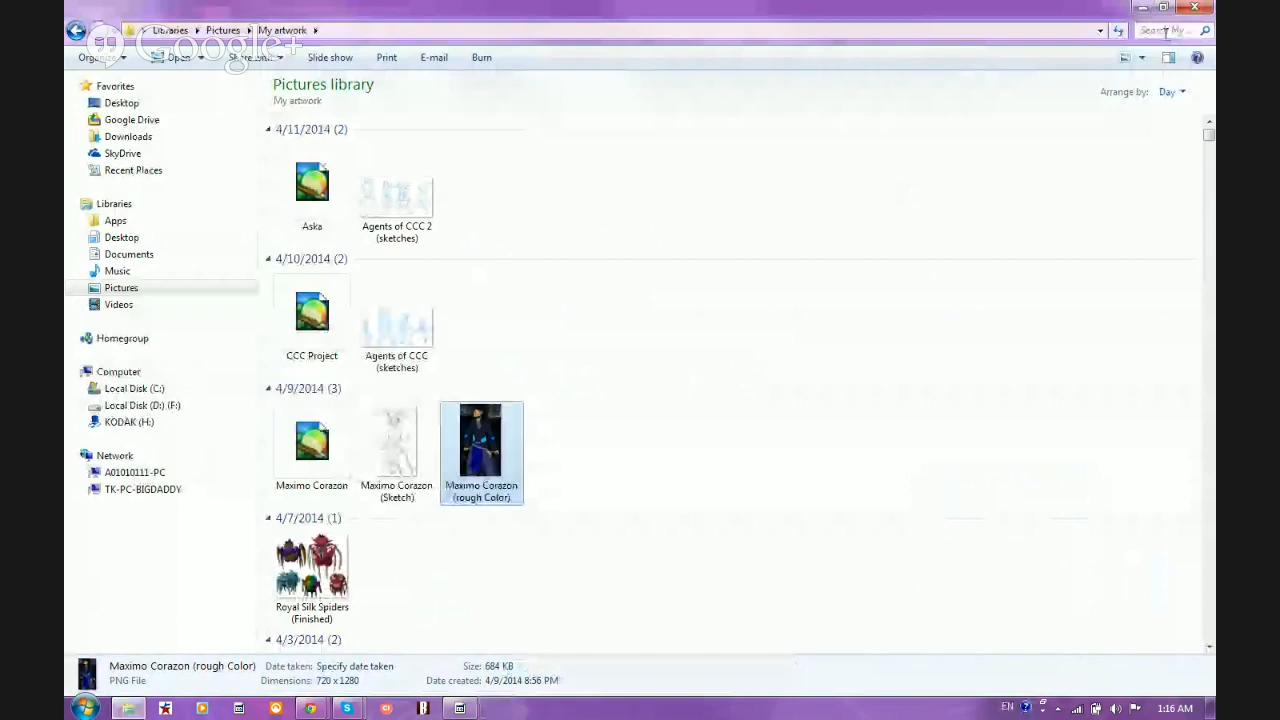 Libraries Pictures My artwork
Search My ...
Google+
Organize Open Slide show Print E-mail Burn
Favorites
Desktop
Google Drive
Downloads
SkyDrive
Recent Places
Libraries
Apps
Desktop
Documents
Music
Pictures
Videos
Homegroup
Computer
Local Disk (C:)
Local Disk (D:) (F:)
KODAK (H:)
Network
A01010111-PC
TK-PC-BIGDADDY
Pictures library
My artwork
Arrange by: Day
4/11/2014 (2)
Aska
Agents of CCC 2
(sketches)
4/10/2014 (2)
CCC Project
Agents of CCC
(sketches)
4/9/2014 (3)
Maximo Corazon
Maximo Corazon
(Sketch)
Maximo Corazon
(rough Color)
4/7/2014 (1)
Royal Silk Spiders
(Finished)
4/3/2014 (2)
Maximo Corazon (rough Color) Date taken: Specify date taken Size: 684 KB
PNG File Dimensions: 720 x 1280 Date created: 4/9/2014 8:56 PM
EN 1:16 AM